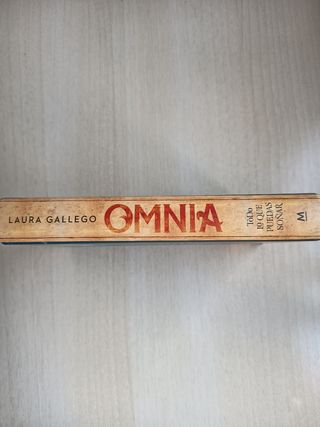 LAURA GALLEGO
OMNIA
ToDo
lo QUE
PUEDAS
SOÑAR
M